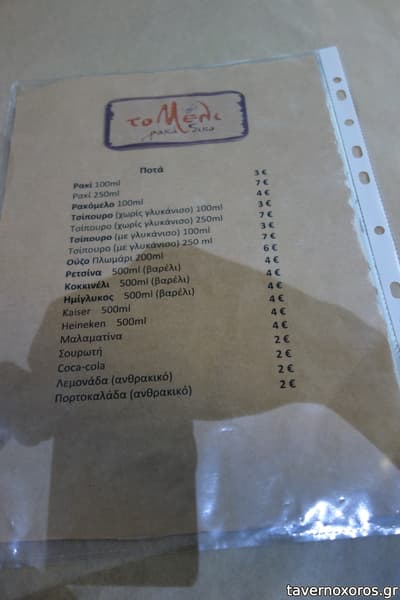 το Μέλι
ρακάδικο
Ποτά
Ρακί 100ml 3 €
Ρακί 250ml 7 €
Ρακόμελο 100ml 4 €
Τσίπουρο (χωρίς γλυκάνισο) 100ml 3 €
Τσίπουρο (χωρίς γλυκάνισο) 250ml 7 €
Τσίπουρο (με γλυκάνισο) 100ml 3 €
Τσίπουρο (με γλυκάνισο) 250 ml 7 €
Ούζο Πλωμάρι 200ml 6 €
Ρετσίνα 500ml (βαρέλι) 4 €
Κοκκινέλι 500ml (βαρέλι) 4 €
Ημίγλυκος 500ml (βαρέλι) 4 €
Kaiser 500ml 4 €
Heineken 500ml 4 €
Μαλαματίνα 4 €
Σουρωτή 2 €
Coca-cola 2 €
Λεμονάδα (ανθρακικό) 2 €
Πορτοκαλάδα (ανθρακικό) 2 €
tavernoxoros.gr